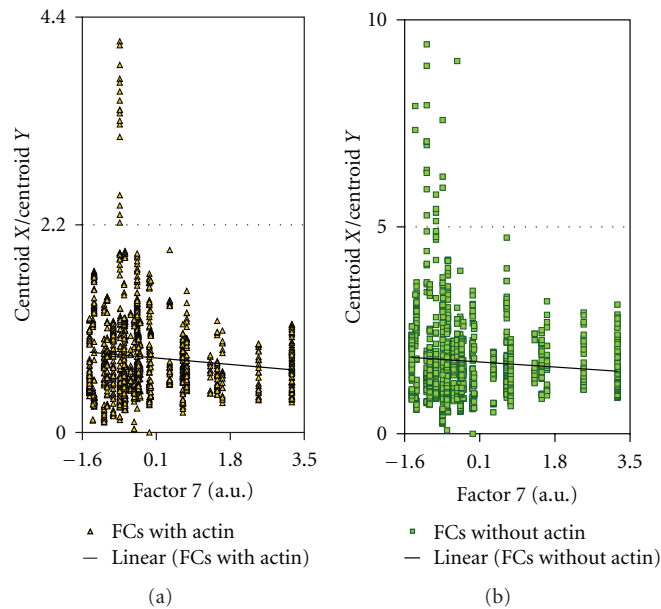 4.4
2.2
0
Centroid X/centroid Y
−1.6
0.1
1.8
3.5
Factor 7 (a.u.)
FCs with actin
Linear (FCs with actin)
(a)
10
5
0
Centroid X/centroid Y
−1.6
0.1
1.8
3.5
Factor 7 (a.u.)
FCs without actin
Linear (FCs without actin)
(b)